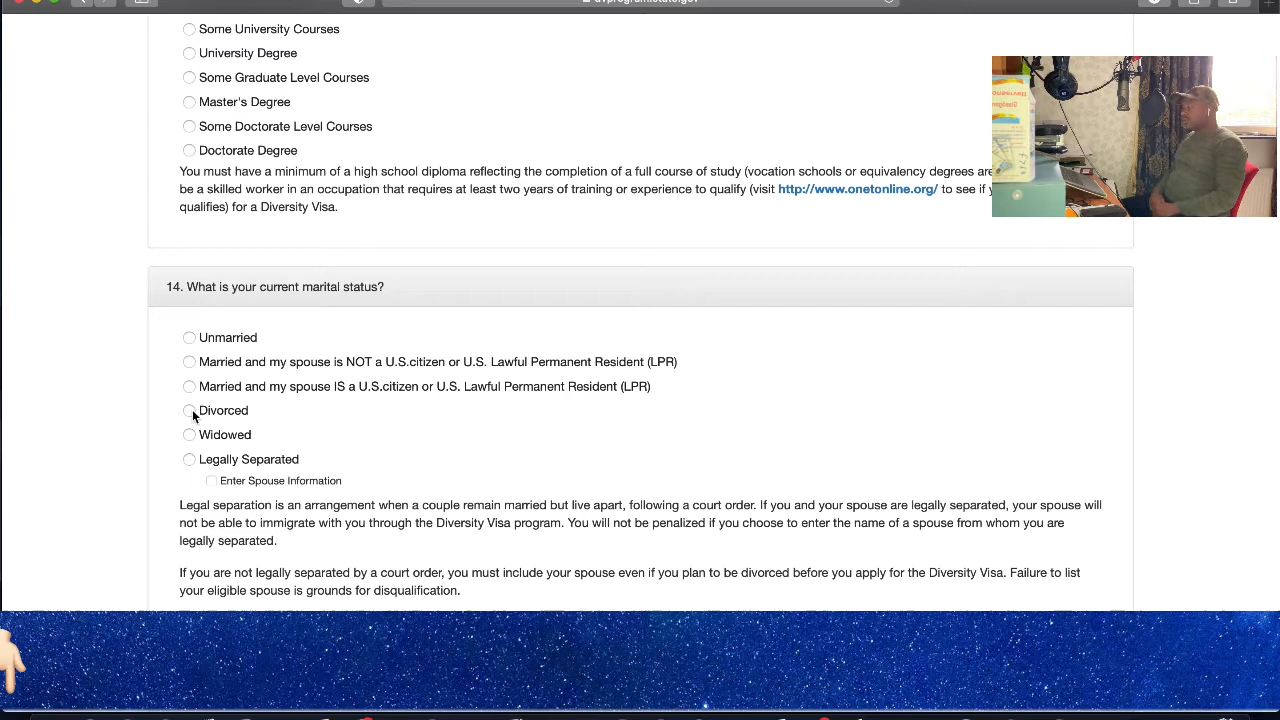 Some University Courses
University Degree
Some Graduate Level Courses
Master's Degree
Some Doctorate Level Courses
Doctorate Degree
You must have a minimum of a high school diploma reflecting the completion of a full course of study (vocation schools or equivalency degrees are
be a skilled worker in an occupation that requires at least two years of training or experience to qualify (visit http://www.onetonline.org/ to see if
qualifies) for a Diversity Visa.
14. What is your current marital status?
Unmarried
Married and my spouse is NOT a U.S.citizen or U.S. Lawful Permanent Resident (LPR)
Married and my spouse IS a U.S.citizen or U.S. Lawful Permanent Resident (LPR)
Divorced
Widowed
Legally Separated
Enter Spouse Information
Legal separation is an arrangement when a couple remain married but live apart, following a court order. If you and your spouse are legally separated, your spouse will
not be able to immigrate with you through the Diversity Visa program. You will not be penalized if you choose to enter the name of a spouse from whom you are
legally separated.
If you are not legally separated by a court order, you must include your spouse even if you plan to be divorced before you apply for the Diversity Visa. Failure to list
your eligible spouse is grounds for disqualification.